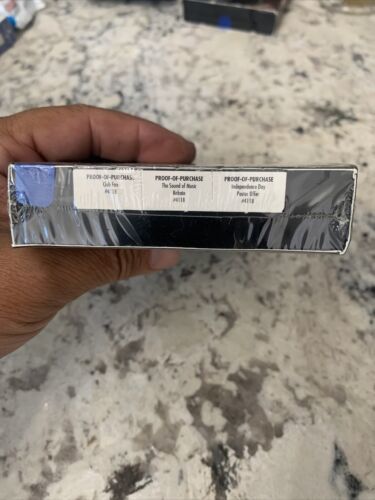 PROOF-OF-PURCHASE
Club Fox
#4118
PROOF-OF-PURCHASE
The Sound of Music
Rebate
#4118
PROOF-OF-PURCHASE
Independence Day
Poster Offer
#4118